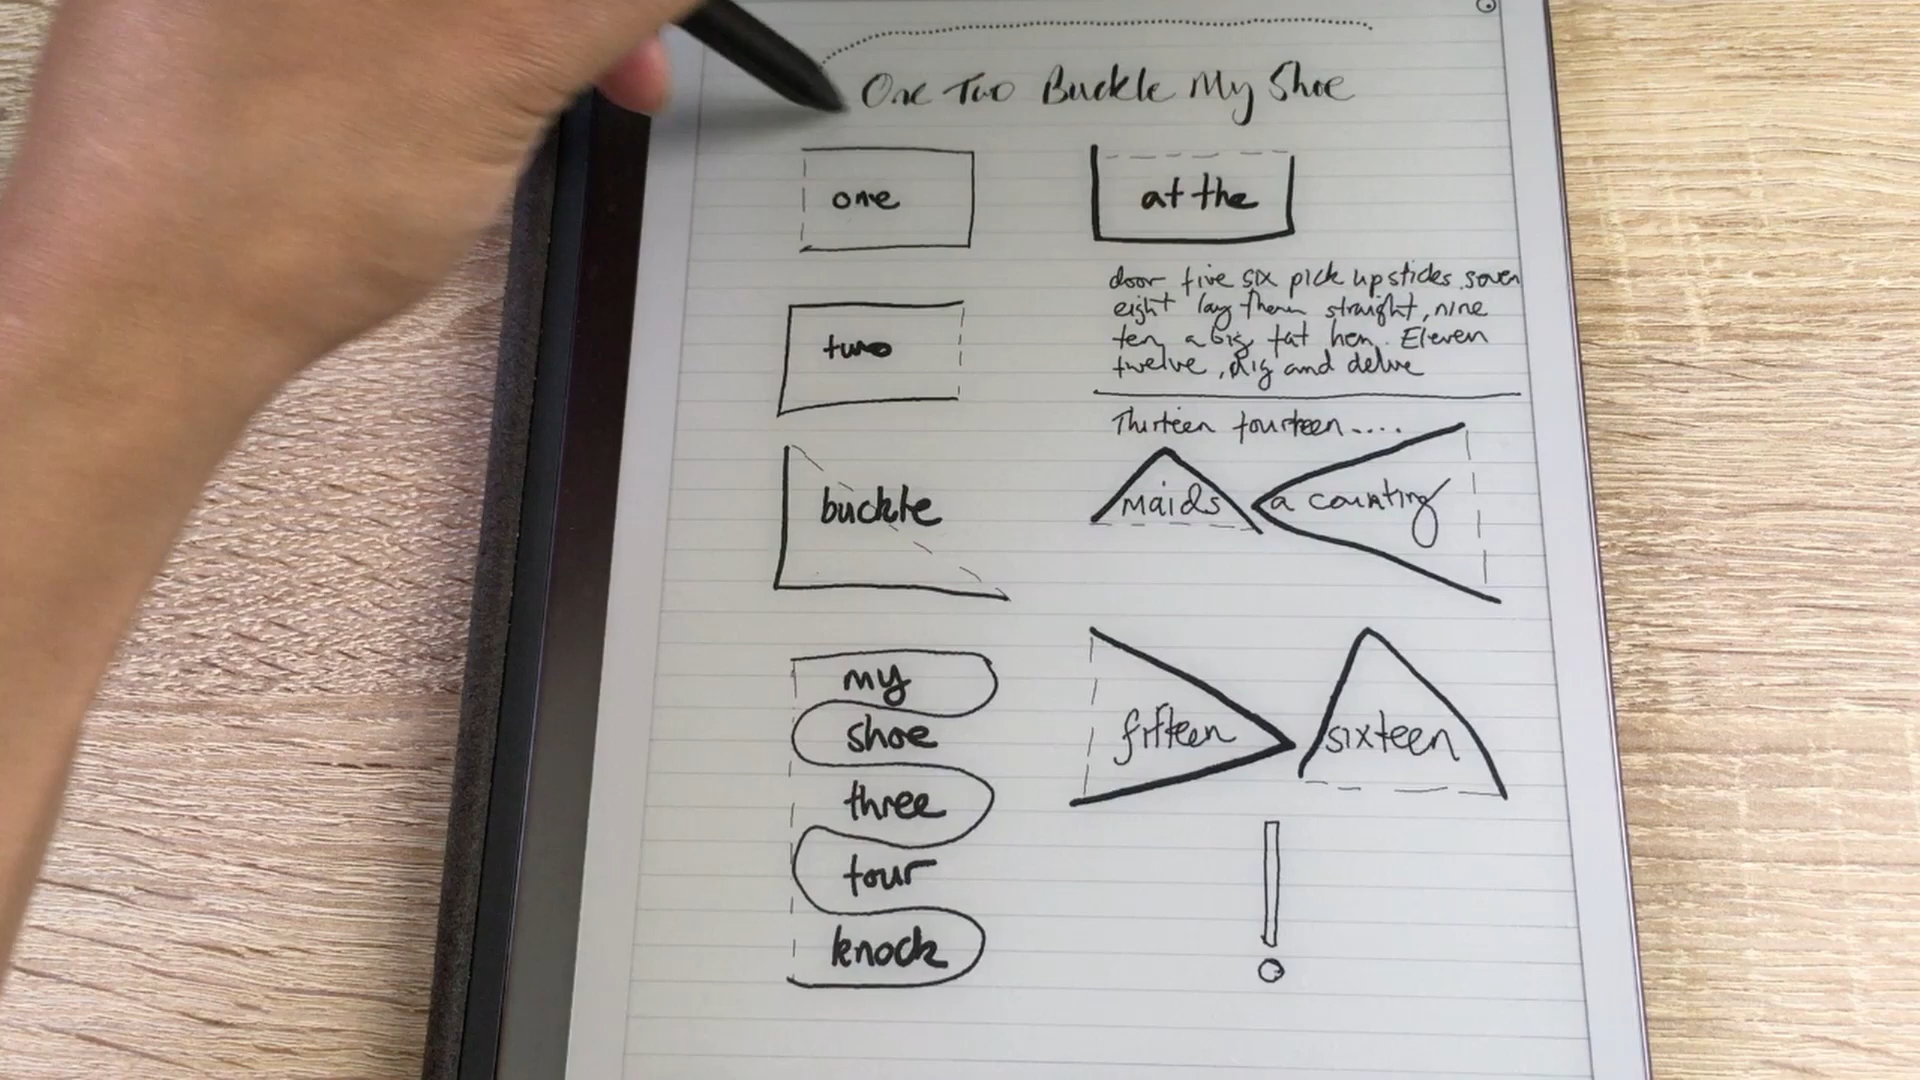 One Two Buckle My Shoe
one
two
buckle
my
shoe
three
four
knock
at the
door five six pick up sticks seven
eight lay them straight, nine
ten a big fat hen. Eleven
twelve, dig and delve
Thirteen fourteen....
maids
a counting
fifteen
sixteen
!